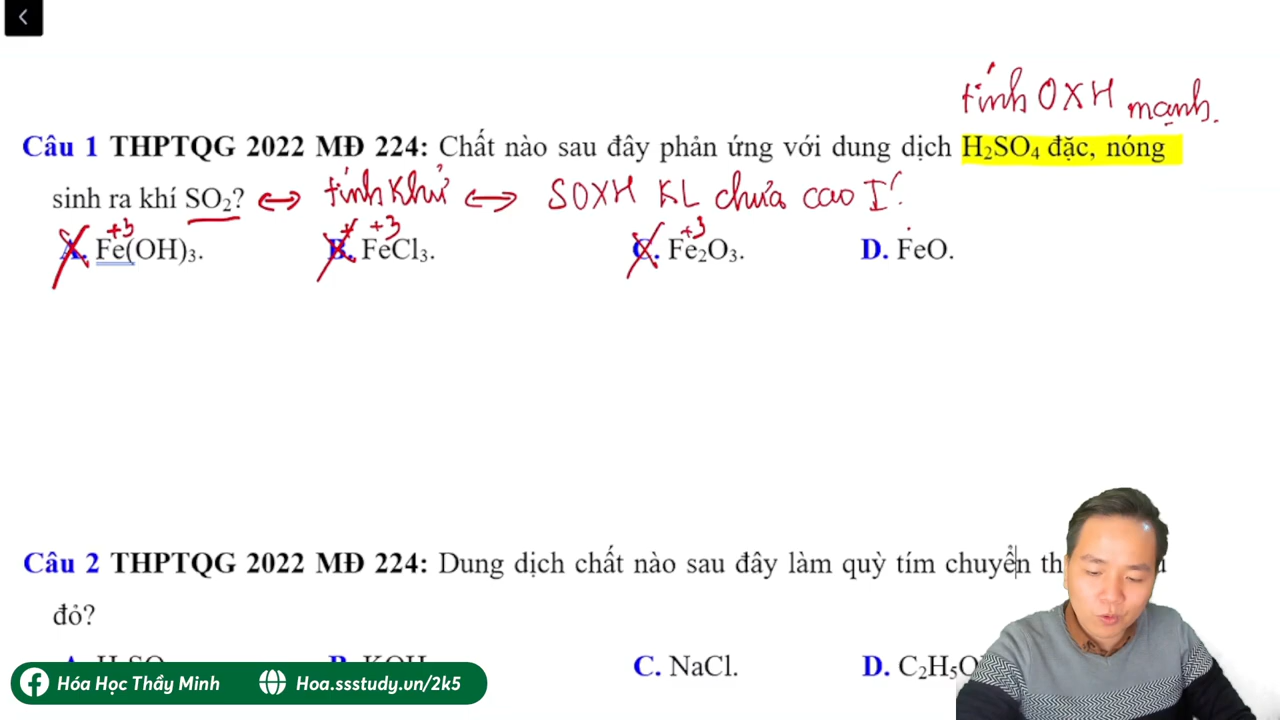 tính OXH mạnh.
Câu 1 THPTQG 2022 MĐ 224: Chất nào sau đây phản ứng với dung dịch H₂SO₄ đặc, nóng
sinh ra khí SO₂? ⟷ tính khử ⟷ SOXH KL chưa cao I
+3 +3 +3
A. Fe(OH)₃. B. FeCl₃. C. Fe₂O₃. D. FeO.
Câu 2 THPTQG 2022 MĐ 224: Dung dịch chất nào sau đây làm quỳ tím chuyển
đỏ?
C. NaCl. D. C₂H₅O
Hóa Học Thầy Minh Hoa.ssstudy.vn/2k5